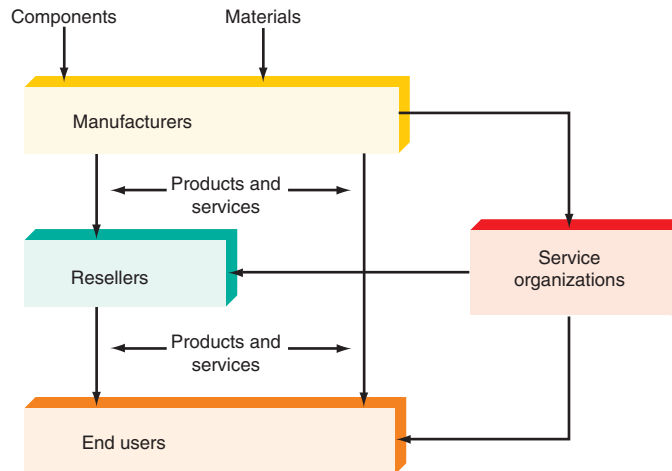 Components
Materials
Manufacturers
Products and
services
Resellers
Service
organizations
Products and
services
End users